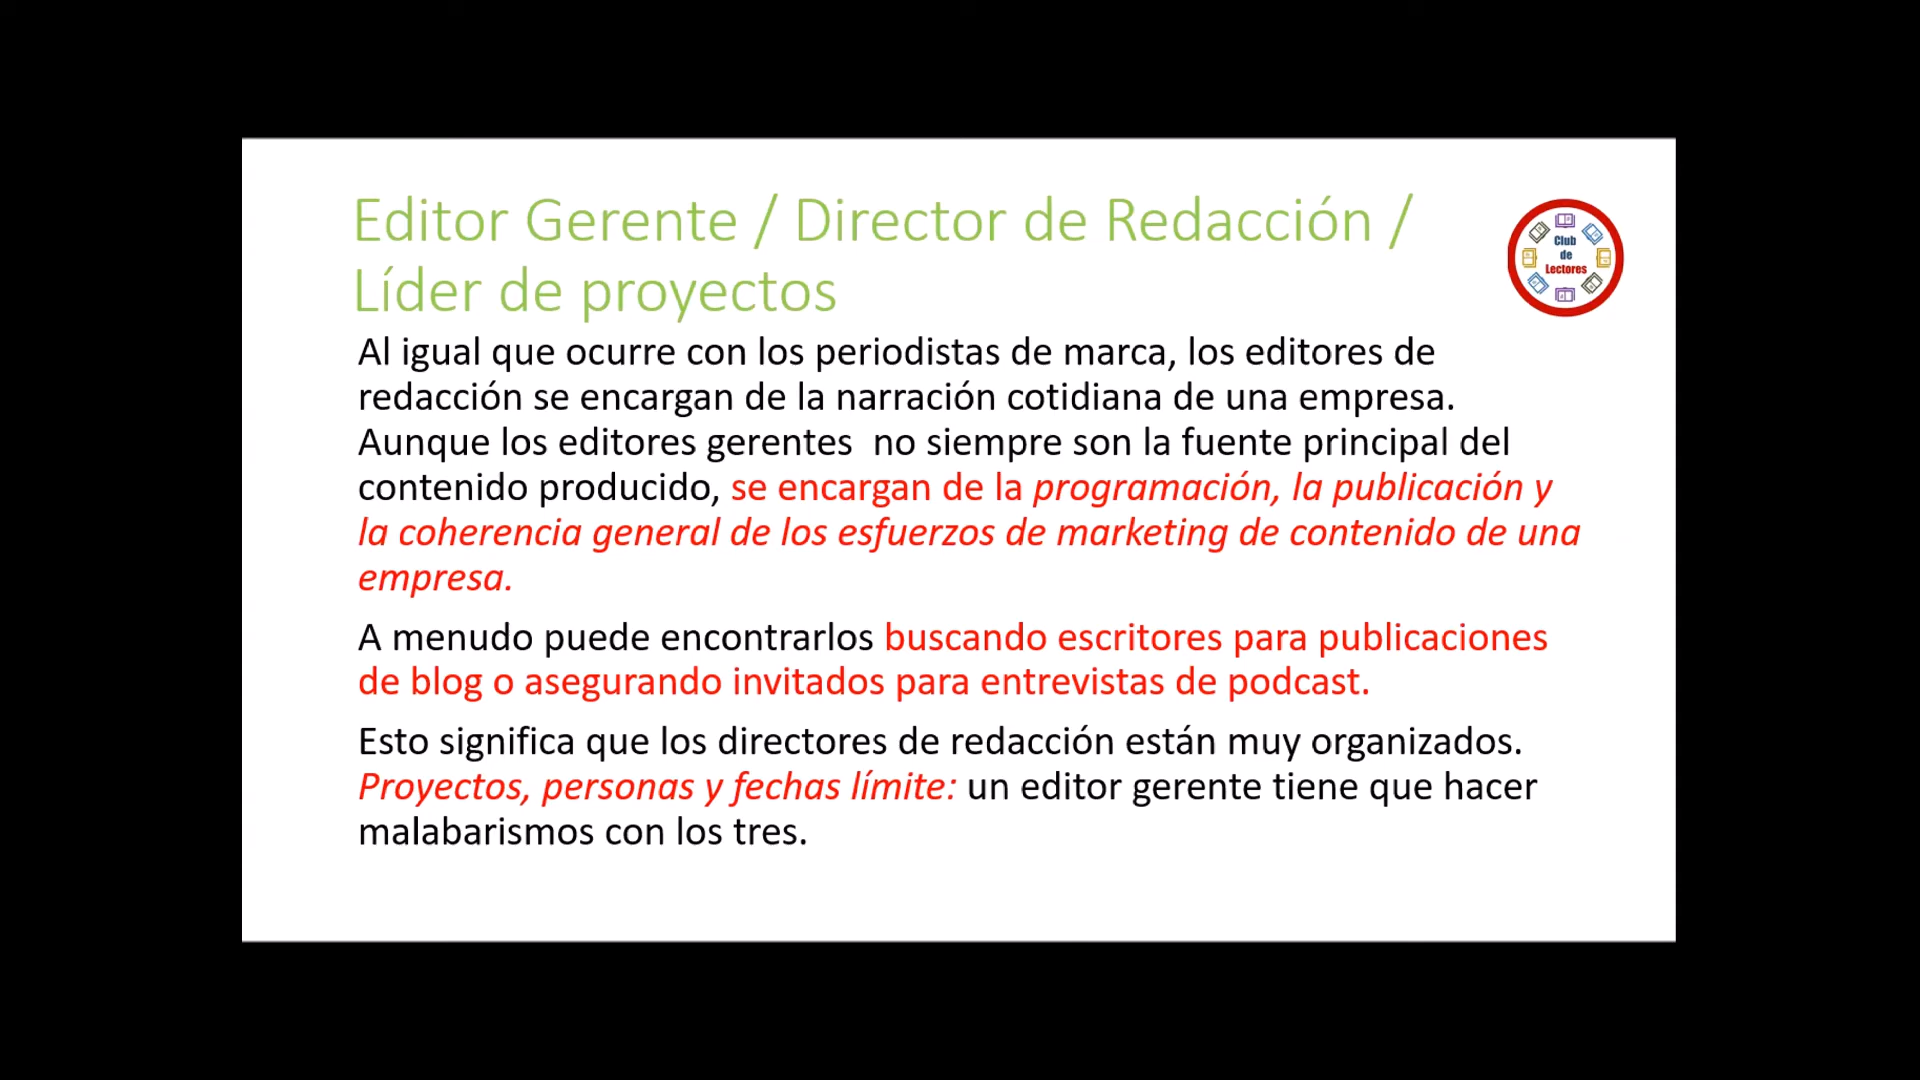 Editor Gerente / Director de Redacción /
Líder de proyectos
Club
de
Lectores
Al igual que ocurre con los periodistas de marca, los editores de
redacción se encargan de la narración cotidiana de una empresa.
Aunque los editores gerentes  no siempre son la fuente principal del
contenido producido, se encargan de la programación, la publicación y
la coherencia general de los esfuerzos de marketing de contenido de una
empresa.
A menudo puede encontrarlos buscando escritores para publicaciones
de blog o asegurando invitados para entrevistas de podcast.
Esto significa que los directores de redacción están muy organizados.
Proyectos, personas y fechas límite: un editor gerente tiene que hacer
malabarismos con los tres.